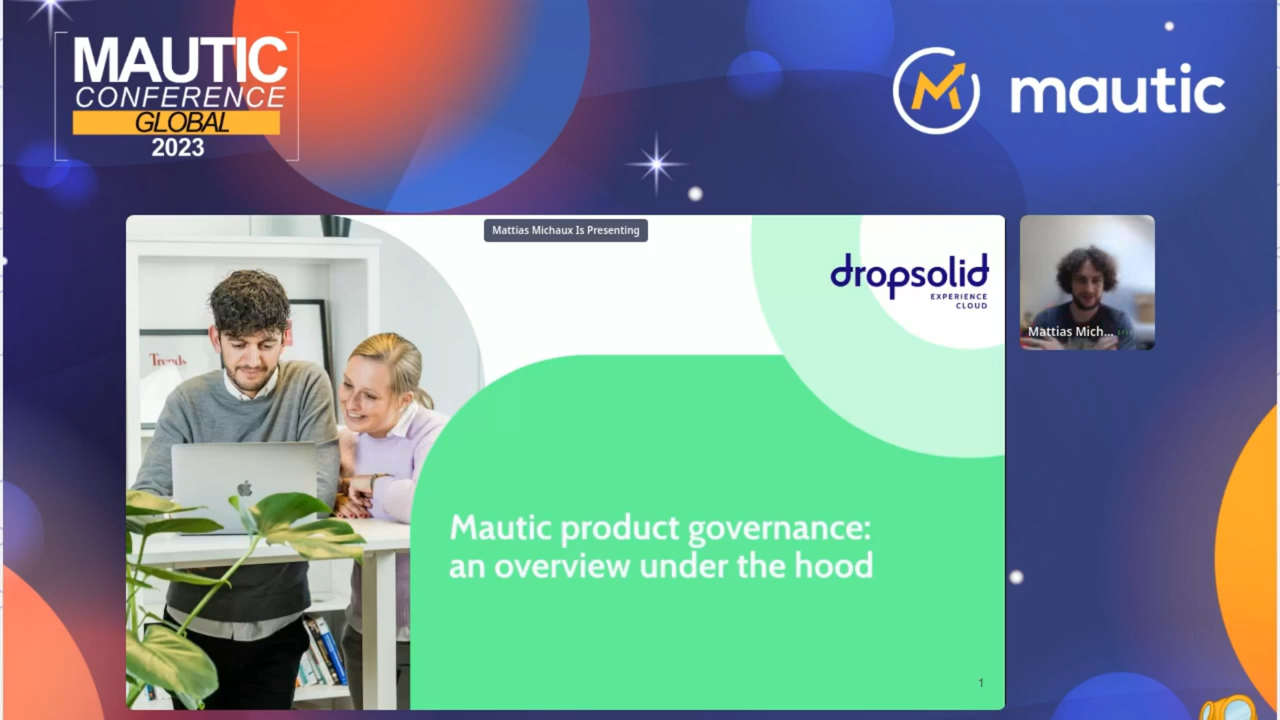 MAUTIC
CONFERENCE
GLOBAL
2023
mautic
Mattias Michaux Is Presenting
dropsolid
EXPERIENCE
CLOUD
Trends
Mattias Mich...
Mautic product governance:
an overview under the hood
1